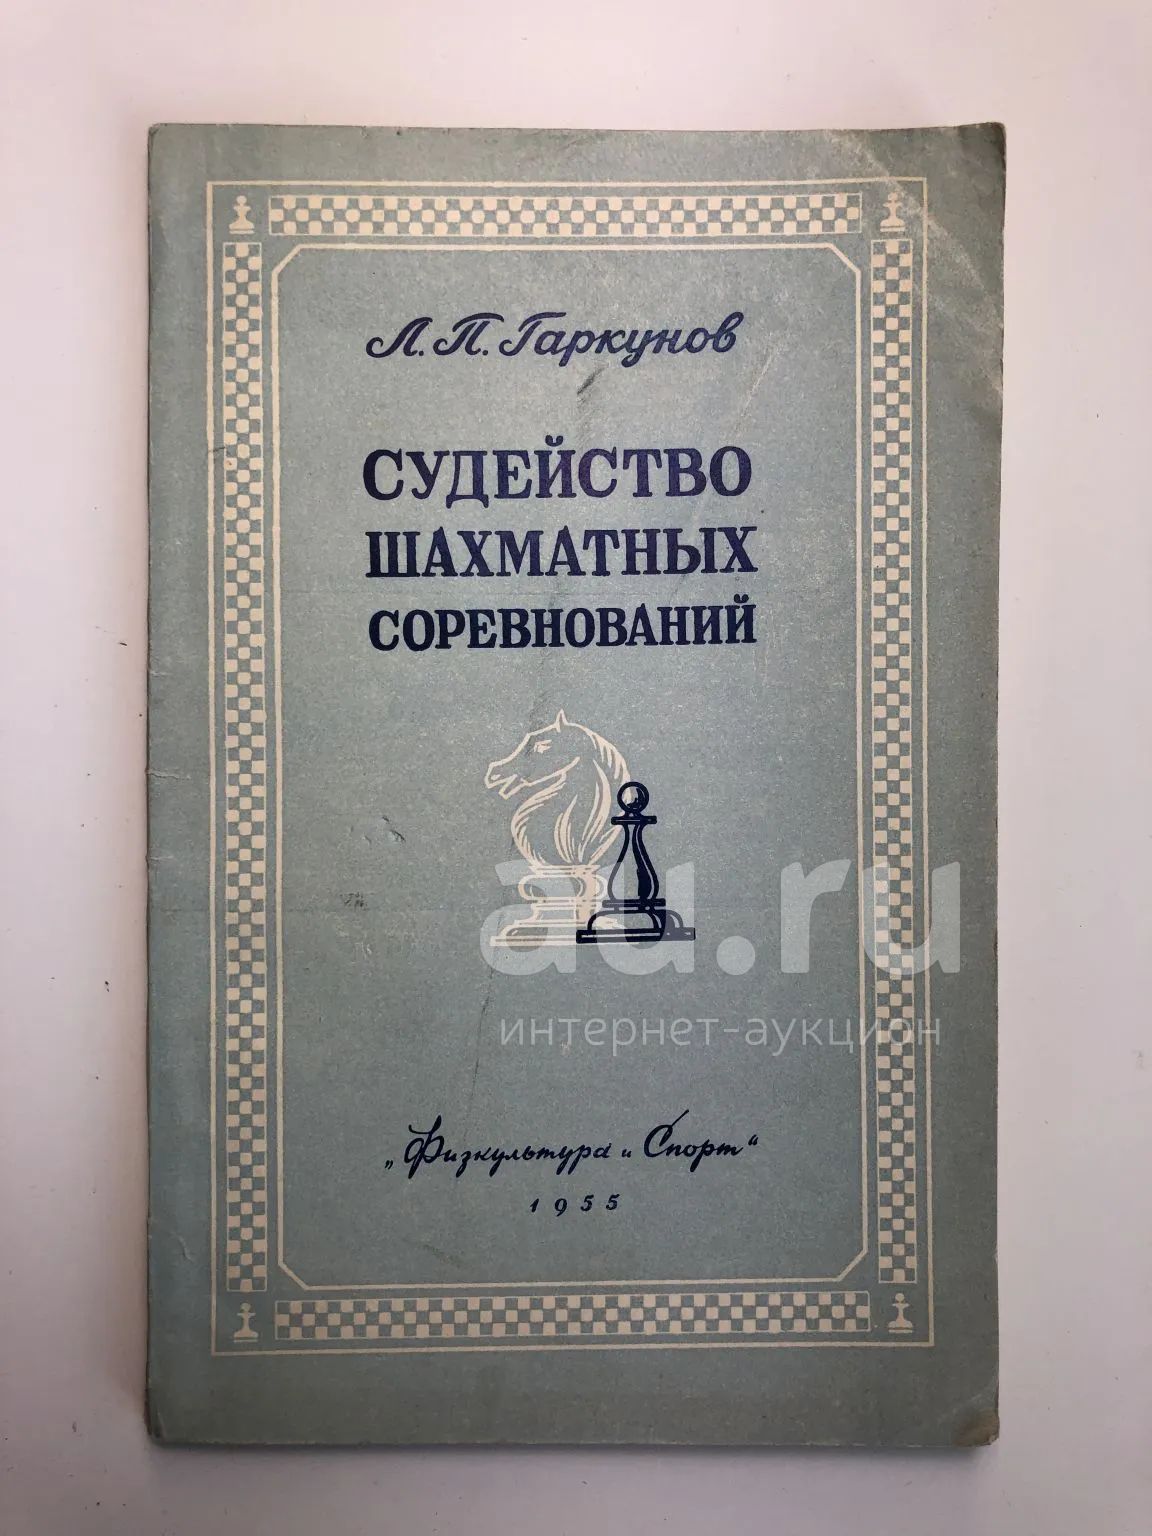 Л. П. Гаркунов
СУДЕЙСТВО
ШАХМАТНЫХ
СОРЕВНОВАНИЙ
au.ru
интернет-аукцион
„Физкультура и Спорт“
1955